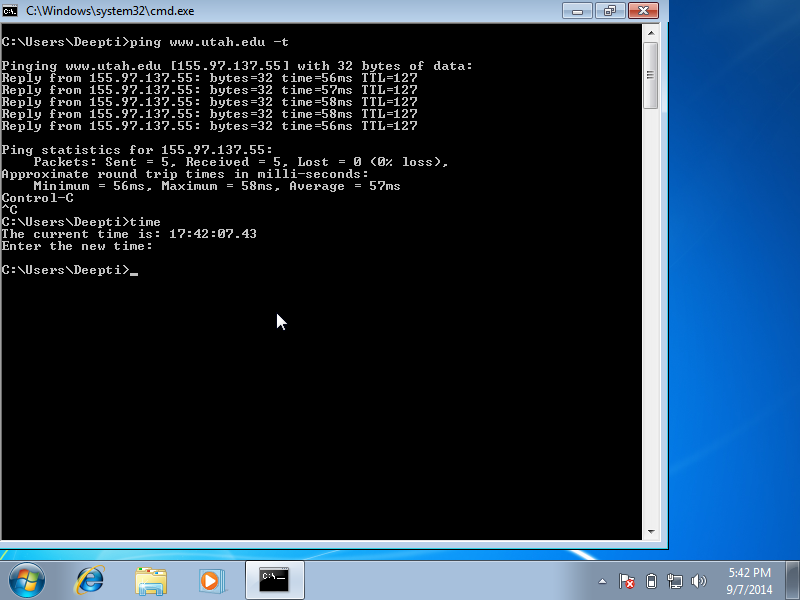 C:\Windows\system32\cmd.exe
C:\Users\Deepti>ping www.utah.edu -t
Pinging www.utah.edu [155.97.137.55] with 32 bytes of data:
Reply from 155.97.137.55: bytes=32 time=56ms TTL=127
Reply from 155.97.137.55: bytes=32 time=57ms TTL=127
Reply from 155.97.137.55: bytes=32 time=58ms TTL=127
Reply from 155.97.137.55: bytes=32 time=58ms TTL=127
Reply from 155.97.137.55: bytes=32 time=56ms TTL=127
Ping statistics for 155.97.137.55:
    Packets: Sent = 5, Received = 5, Lost = 0 (0% loss),
Approximate round trip times in milli-seconds:
    Minimum = 56ms, Maximum = 58ms, Average = 57ms
Control-C
^C
C:\Users\Deepti>time
The current time is: 17:42:07.43
Enter the new time:
C:\Users\Deepti>_
5:42 PM
9/7/2014